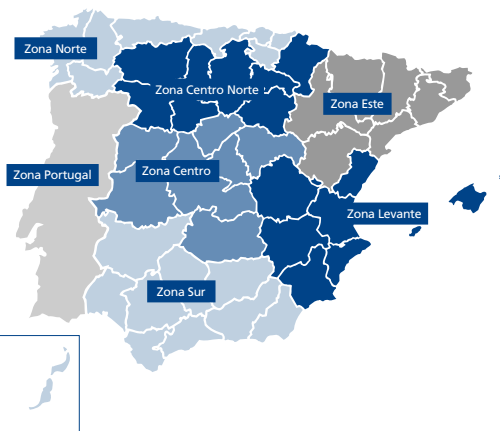 Zona Norte
Zona Centro Norte
Zona Este
Zona Portugal
Zona Centro
Zona Levante
Zona Sur